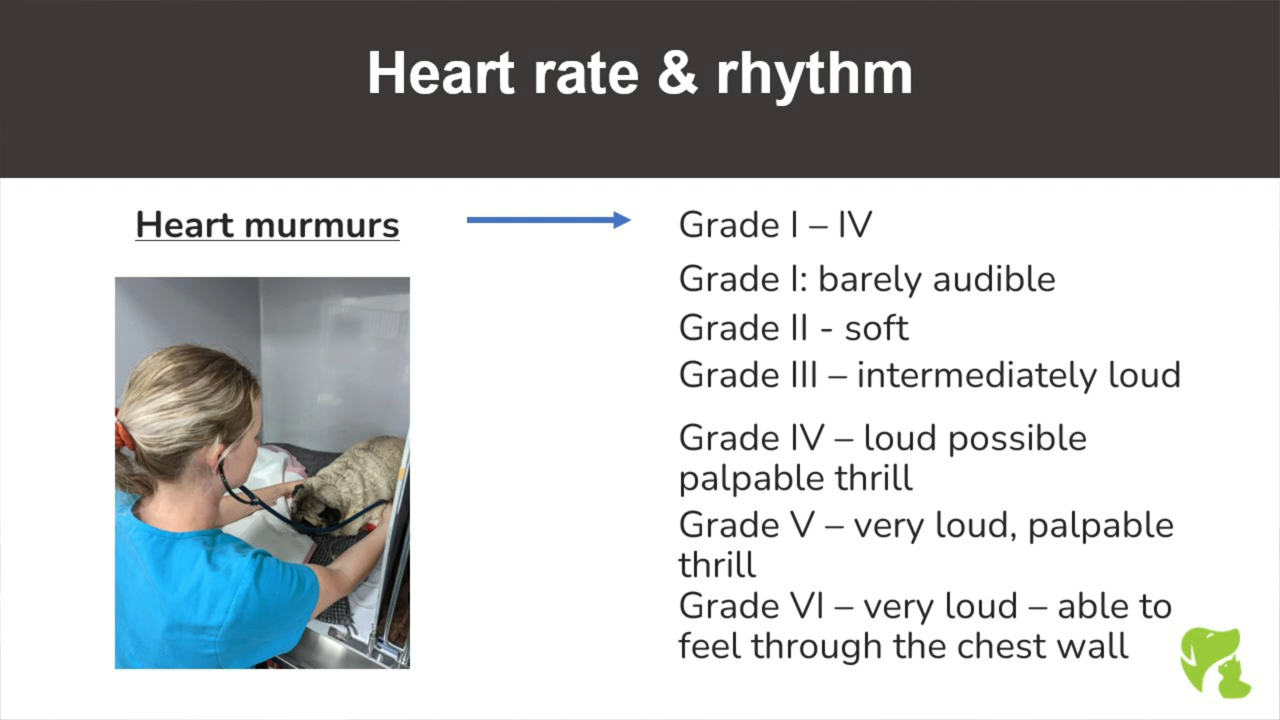 Heart rate & rhythm
Heart murmurs
Grade I – IV
Grade I: barely audible
Grade II - soft
Grade III – intermediately loud
Grade IV – loud possible
palpable thrill
Grade V – very loud, palpable
thrill
Grade VI – very loud – able to
feel through the chest wall